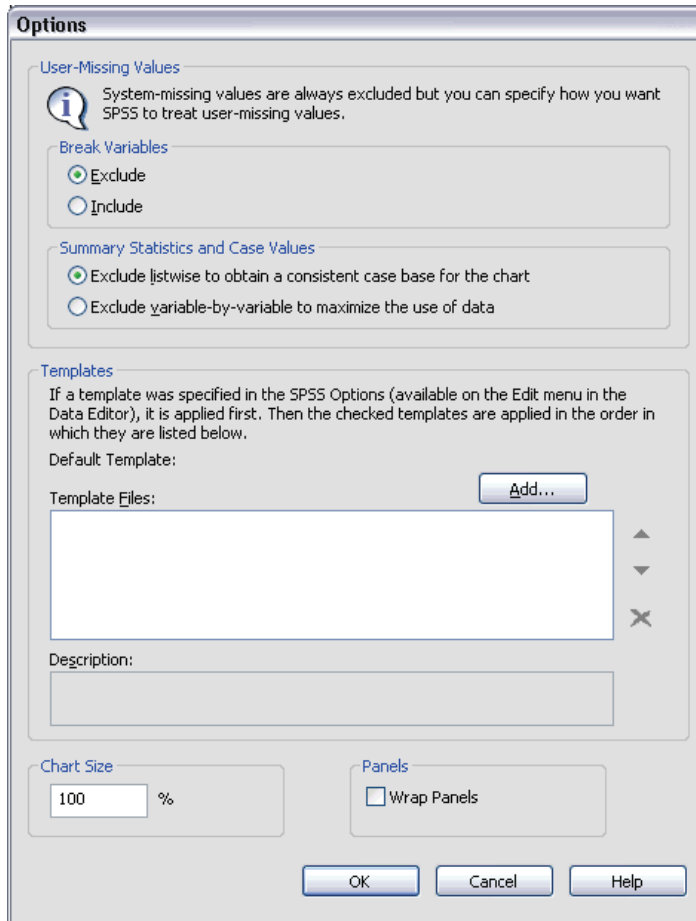 Options
User-Missing Values
System-missing values are always excluded but you can specify how you want
SPSS to treat user-missing values.
Break Variables
Exclude
Include
Summary Statistics and Case Values
Exclude listwise to obtain a consistent case base for the chart
Exclude variable-by-variable to maximize the use of data
Templates
If a template was specified in the SPSS Options (available on the Edit menu in the
Data Editor), it is applied first. Then the checked templates are applied in the order in
which they are listed below.
Default Template:
Add...
Template Files:
Description:
Chart Size
100 %
Panels
Wrap Panels
OK
Cancel
Help